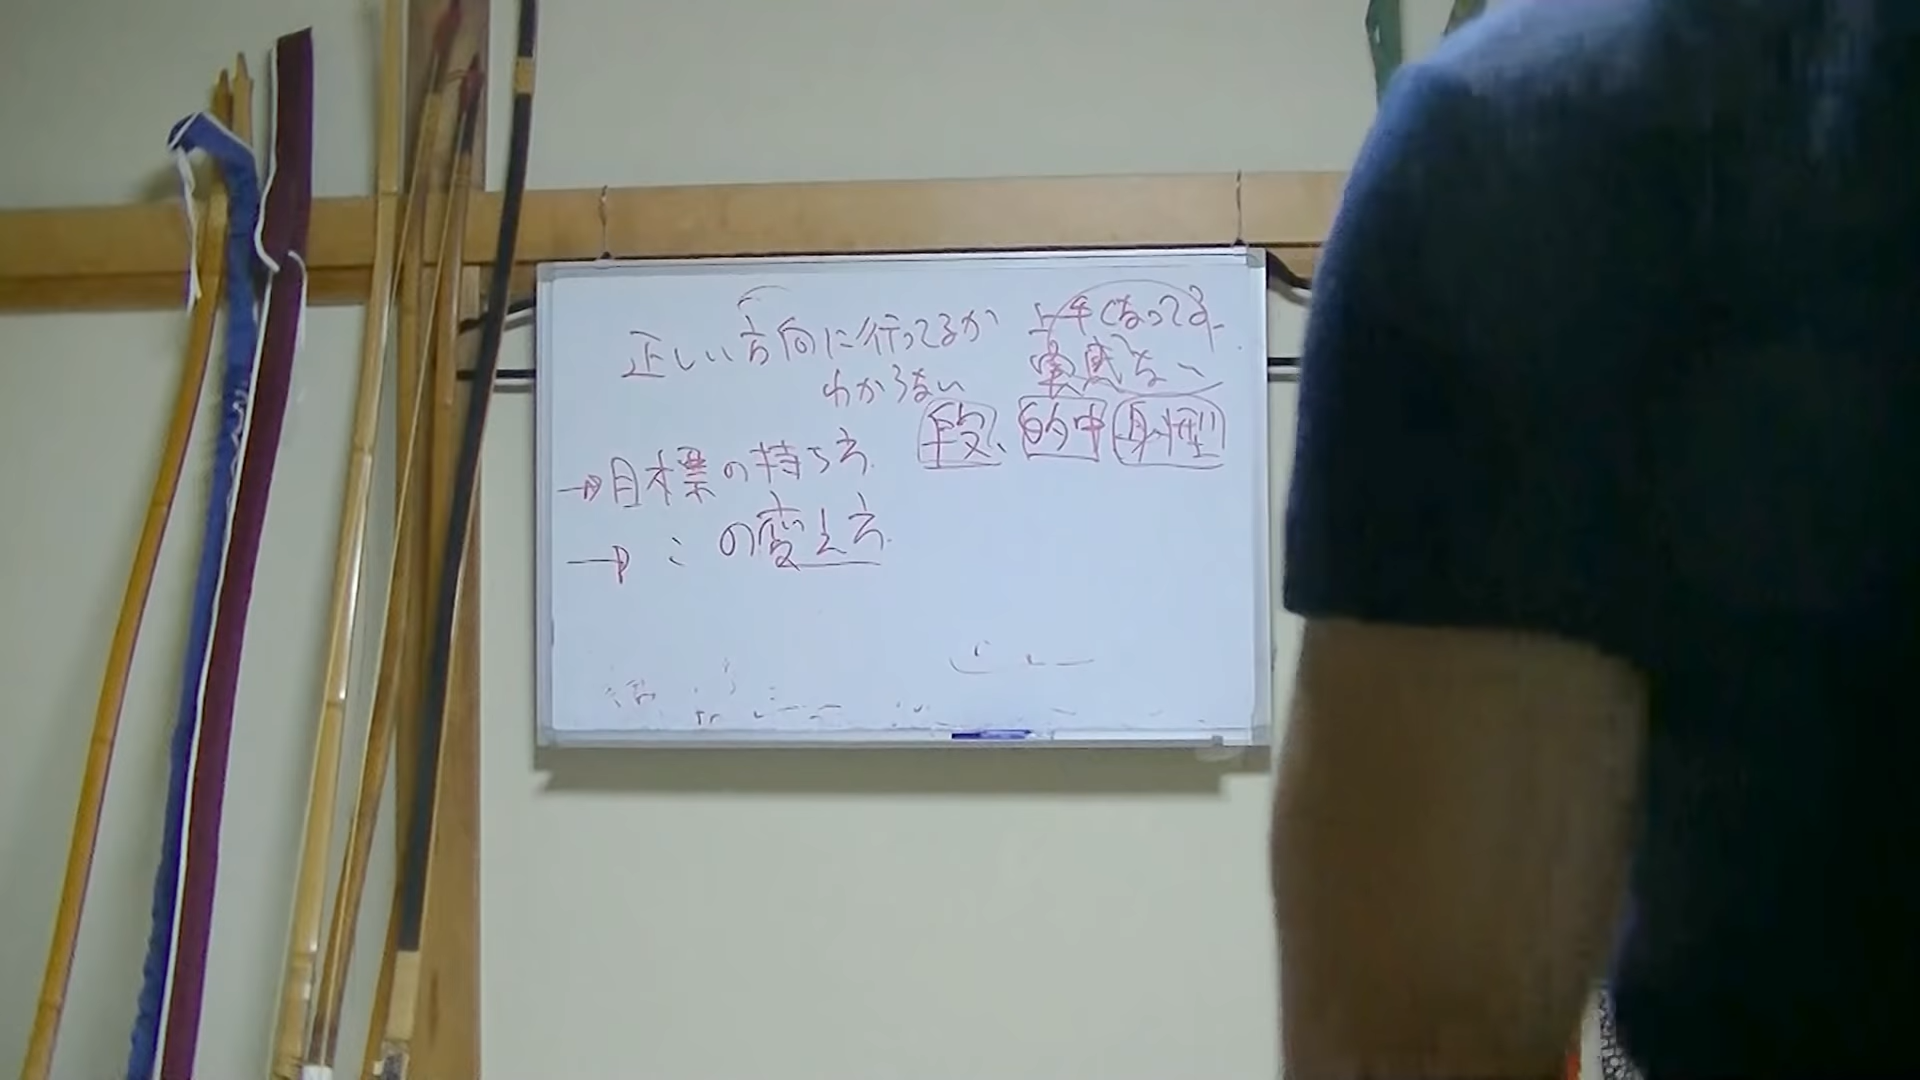 正しい方向に行ってるか
わからない
上手くなってる
実感ない
段、的中 射型
→目標の持ち方
→〃の変え方